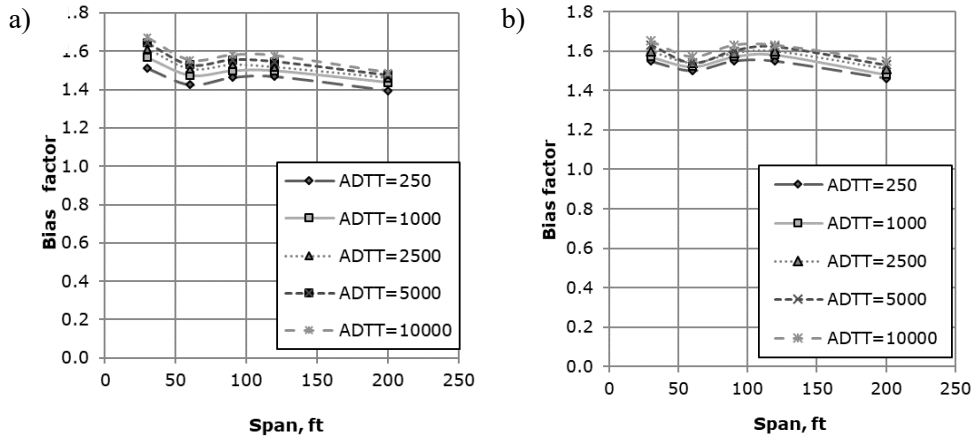 a)
.8
1.6
1.4
1.2
1.0
0.8
0.6
0.4
0.2
0.0
Bias factor
0 50 100 150 200 250
Span, ft
ADTT=250
ADTT=1000
ADTT=2500
ADTT=5000
ADTT=10000
b)
1.8
1.6
1.4
1.2
1.0
0.8
0.6
0.4
0.2
0.0
Bias factor
0 50 100 150 200 250
Span, ft
ADTT=250
ADTT=1000
ADTT=2500
ADTT=5000
ADTT=10000